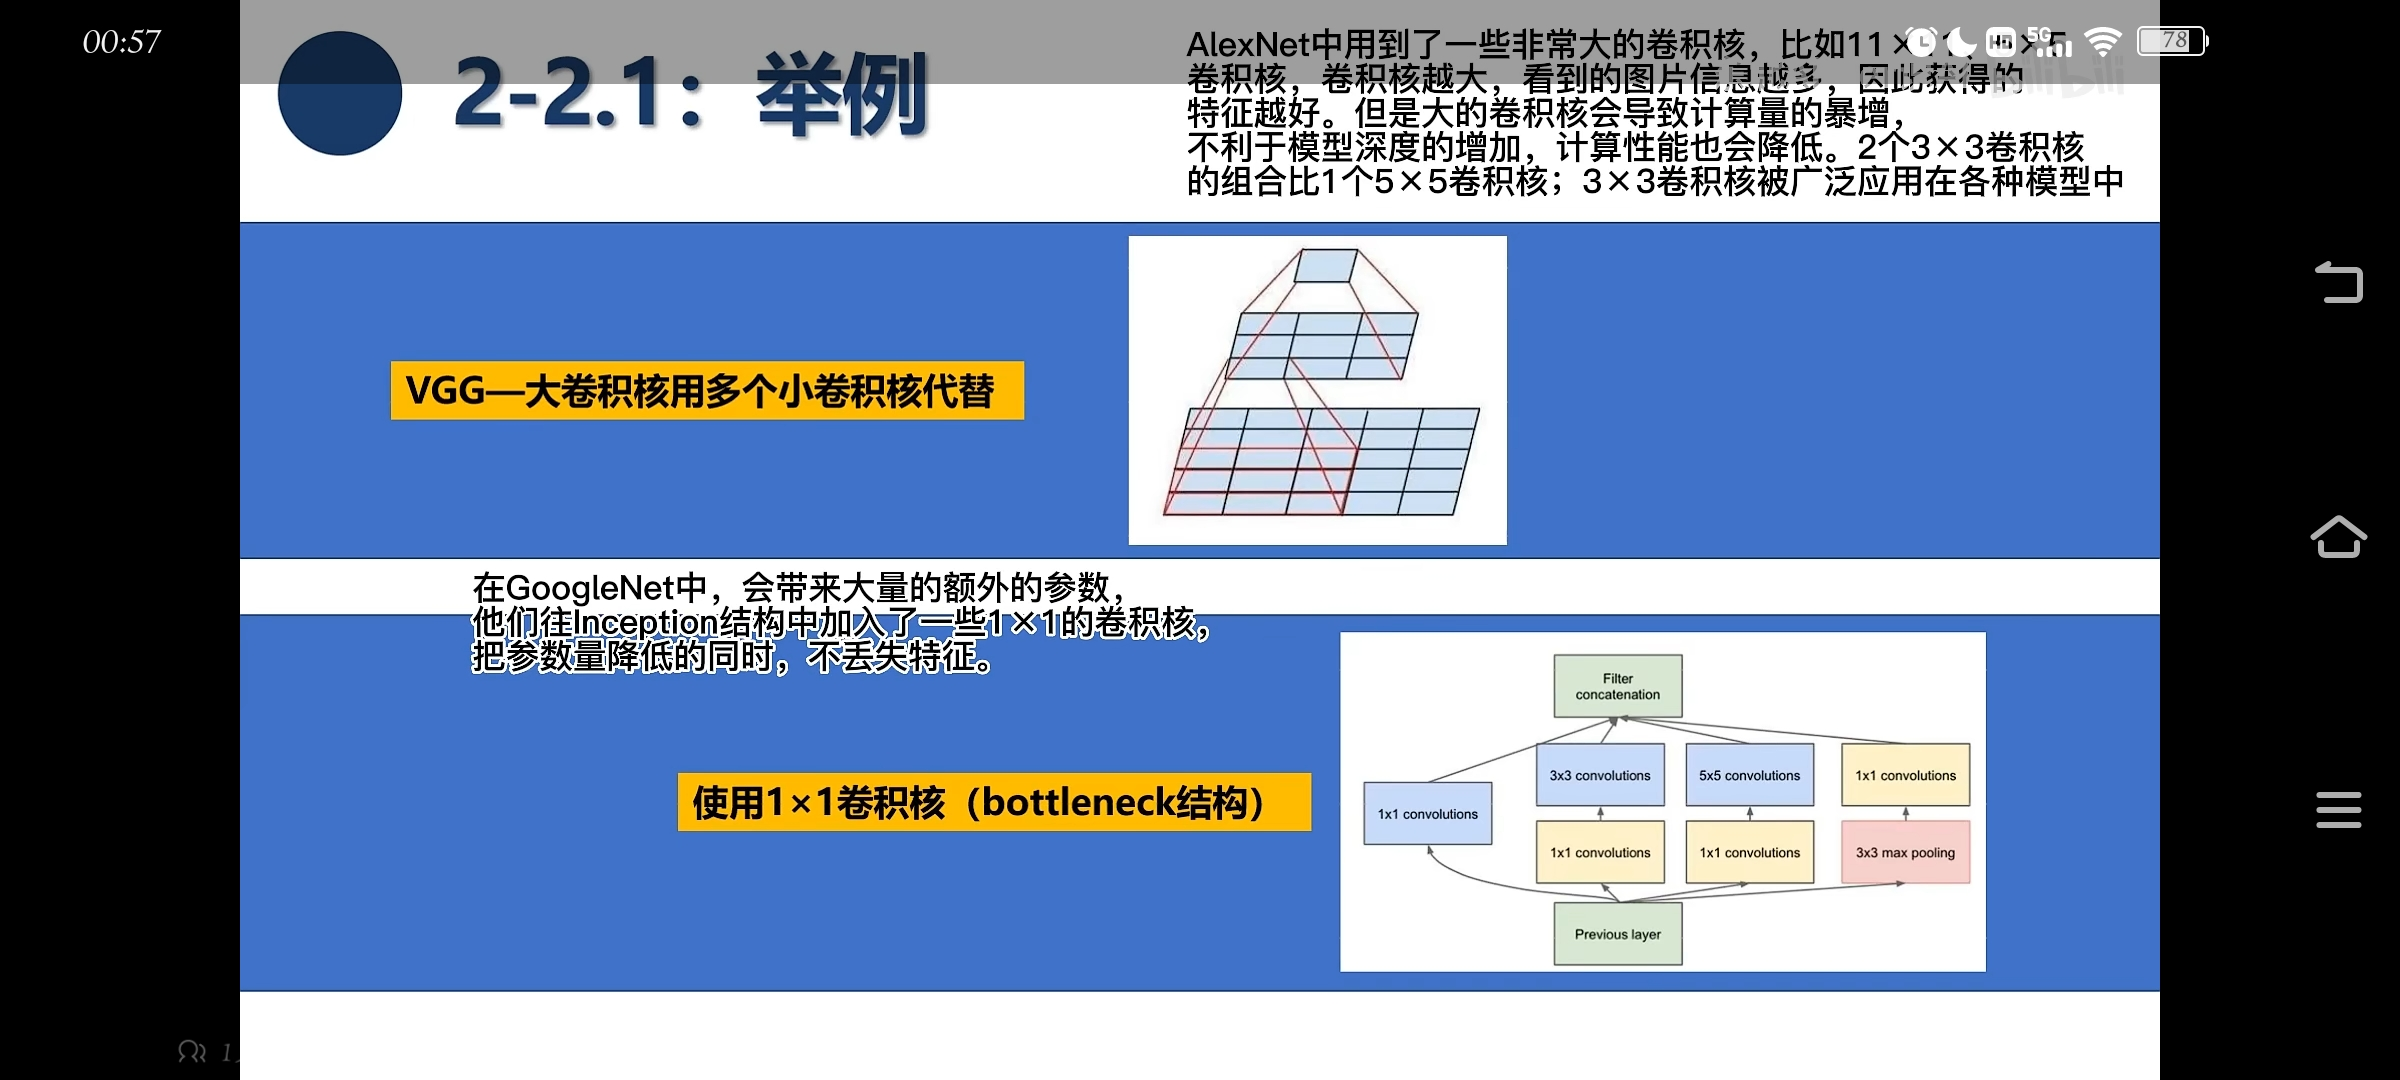 00:57
78
5G
2-2.1：举例
AlexNet中用到了一些非常大的卷积核，比如11×
卷积核，卷积核越大，看到的图片信息越多，因此获得的
特征越好。但是大的卷积核会导致计算量的暴增，
不利于模型深度的增加，计算性能也会降低。2个3×3卷积核
的组合比1个5×5卷积核；3×3卷积核被广泛应用在各种模型中
VGG—大卷积核用多个小卷积核代替
在GoogleNet中，会带来大量的额外的参数，
他们往Inception结构中加入了一些1×1的卷积核，
把参数量降低的同时，不丢失特征。
使用1×1卷积核（bottleneck结构）
Filter
concatenation
3x3 convolutions
5x5 convolutions
1x1 convolutions
1x1 convolutions
1x1 convolutions
1x1 convolutions
3x3 max pooling
Previous layer